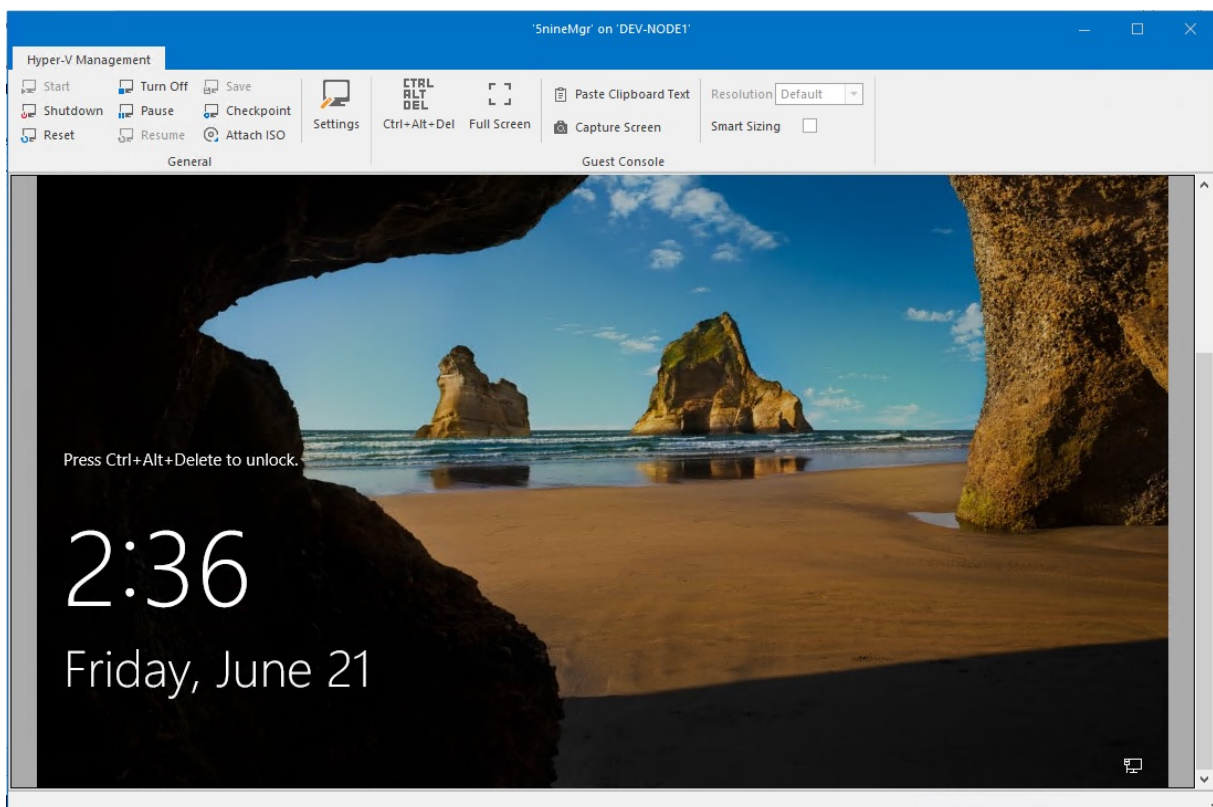 '5nineMgr' on 'DEV-NODE1'
Hyper-V Management
Start Turn Off Save
Shutdown Pause Checkpoint
Reset Resume Attach ISO
Settings
General
CTRL
ALT
DEL
Ctrl+Alt+Del Full Screen
Paste Clipboard Text
Capture Screen
Resolution Default
Smart Sizing
Guest Console
Press Ctrl+Alt+Delete to unlock.
2:36
Friday, June 21